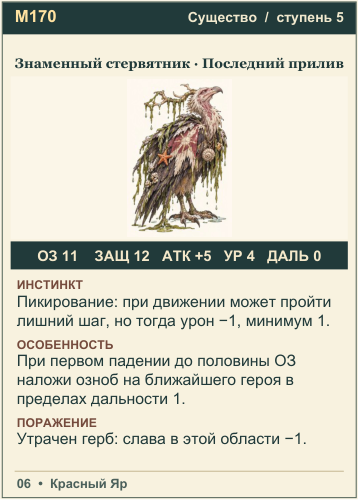 M170 Существо / ступень 5
Знаменный стервятник · Последний прилив
ОЗ 11 ЗАЩ 12 АТК +5 УР 4 ДАЛЬ 0
ИНСТИНКТ
Пикирование: при движении может пройти
лишний шаг, но тогда урон −1, минимум 1.
ОСОБЕННОСТЬ
При первом падении до половины ОЗ
наложи озноб на ближайшего героя в
пределах дальности 1.
ПОРАЖЕНИЕ
Утрачен герб: слава в этой области −1.
06 • Красный Яр